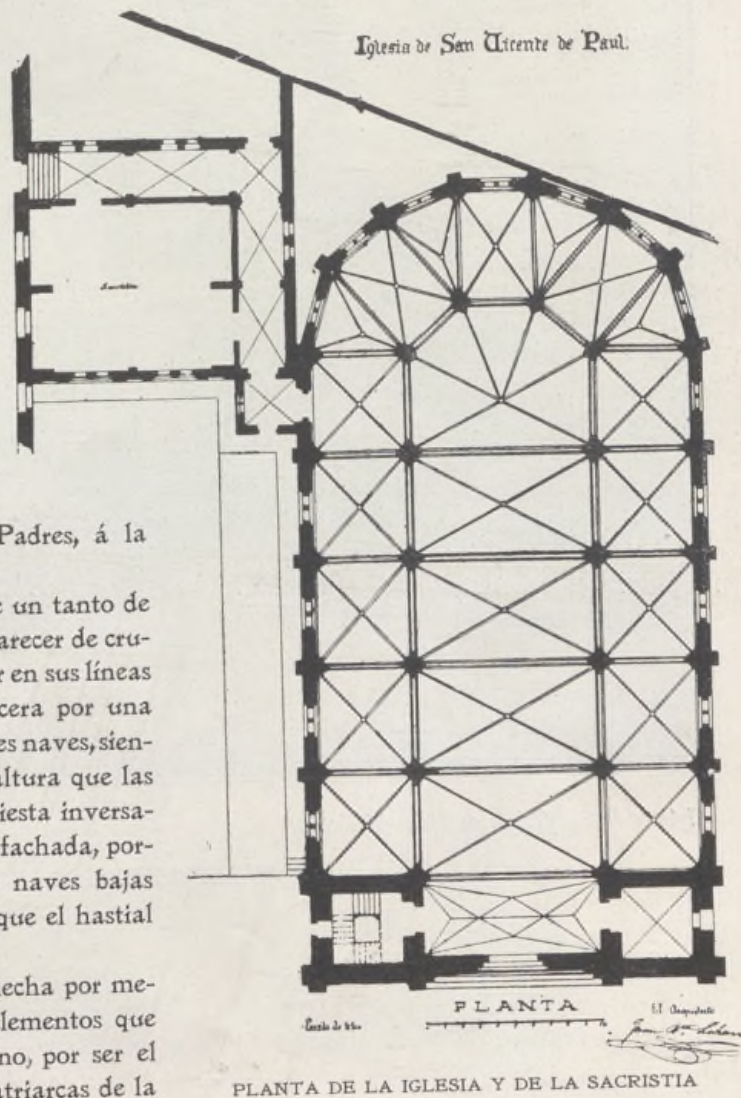 Iglesia de San Vicente de Paul.
Sacristia
Padres, á la
un tanto de
arecer de cru-
r en sus líneas
cera por una
es naves, sien-
altura que las
iesta inversa-
fachada, por-
naves bajas
que el hastial
echa por me-
lementos que
no, por ser el
atriarcas de la
Escala de
PLANTA
El Arquitecto
PLANTA DE LA IGLESIA Y DE LA SACRISTIA